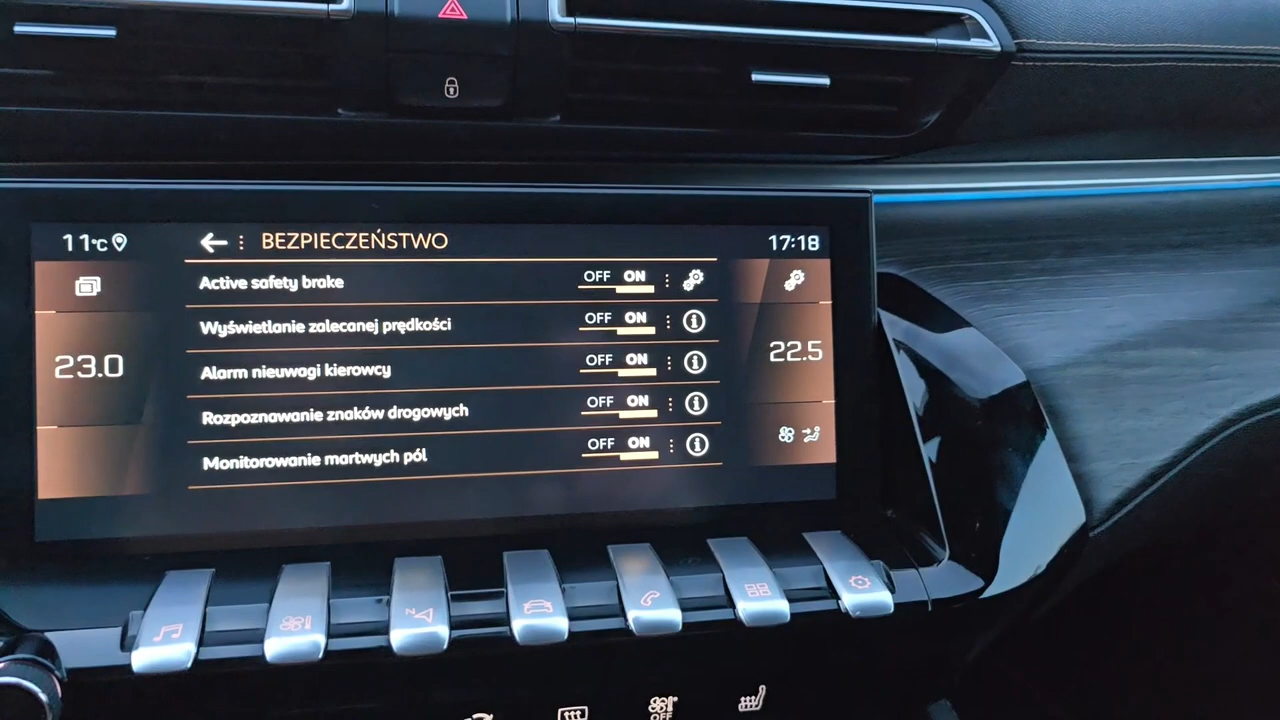 11°C
BEZPIECZEŃSTWO
17:18
Active safety brake OFF ON
Wyświetlanie zalecanej prędkości OFF ON
23.0
Alarm nieuwagi kierowcy OFF ON
22.5
Rozpoznawanie znaków drogowych OFF ON
Monitorowanie martwych pól OFF ON
N
OFF